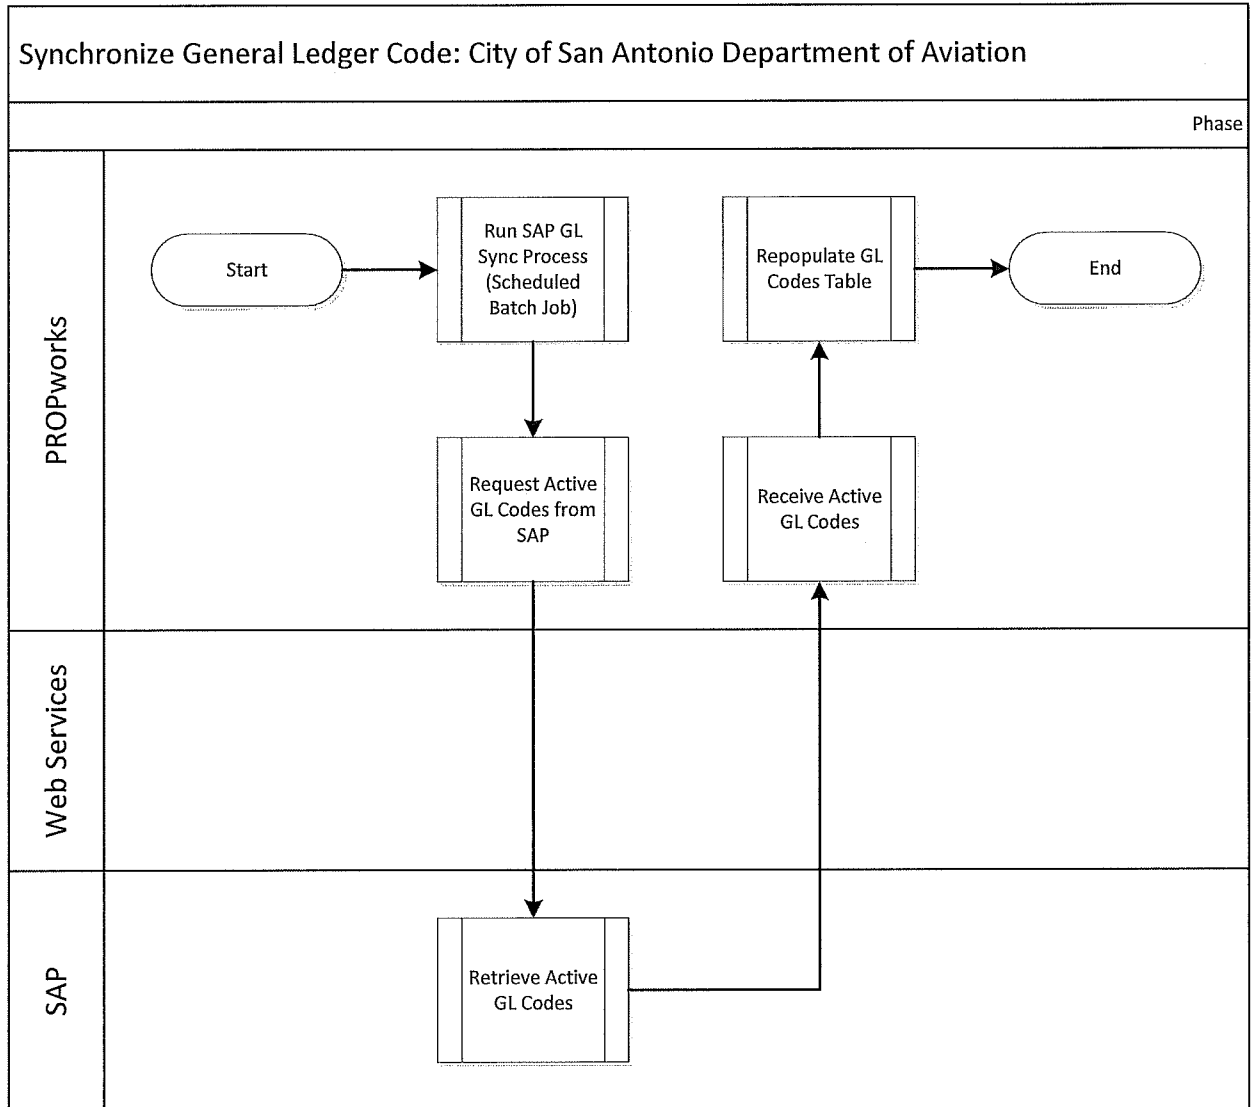 Synchronize General Ledger Code: City of San Antonio Department of Aviation
Phase
PROPworks
Start
Run SAP GL
Sync Process
(Scheduled
Batch Job)
Repopulate GL
Codes Table
End
Request Active
GL Codes from
SAP
Receive Active
GL Codes
Web Services
SAP
Retrieve Active
GL Codes